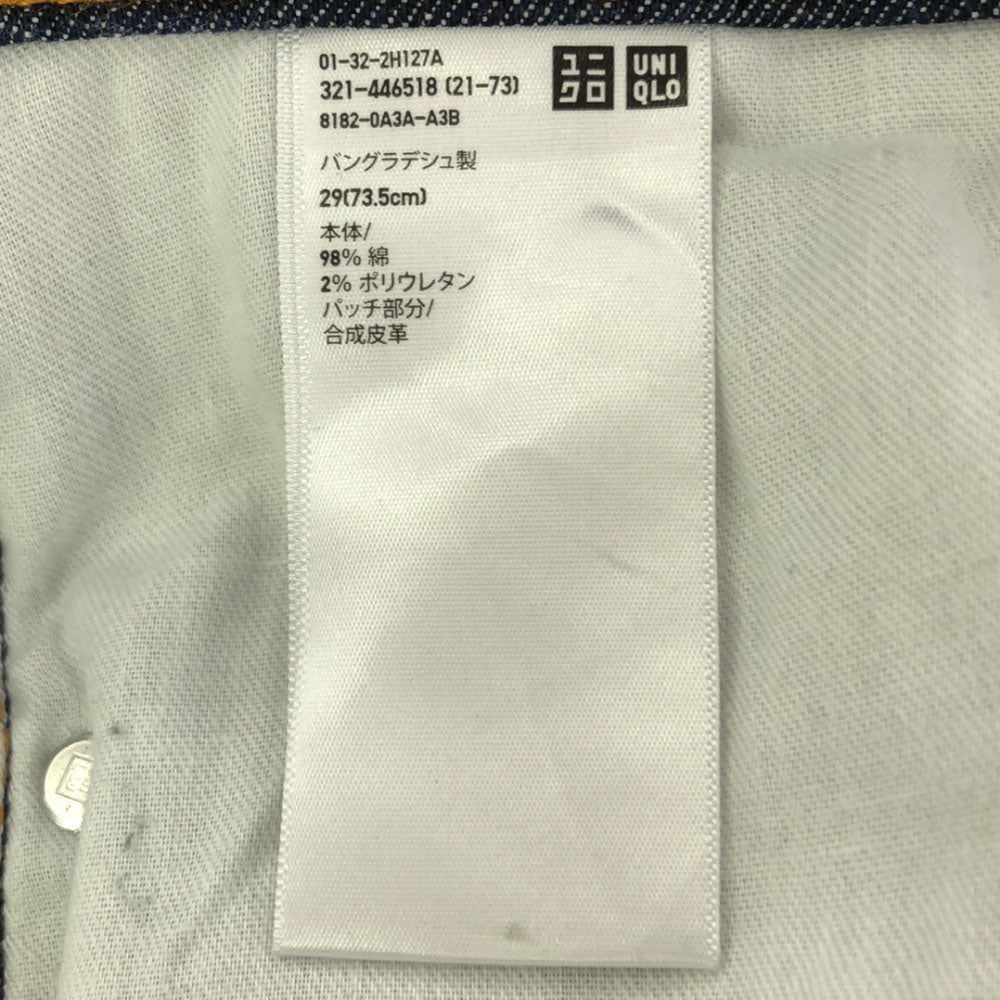 01-32-2H127A
321-446518 (21-73)
8182-0A3A-A3B
ユニ
クロ
UNI
QLO
バングラデシュ製
29(73.5cm)
本体/
98% 綿
2% ポリウレタン
パッチ部分/
合成皮革